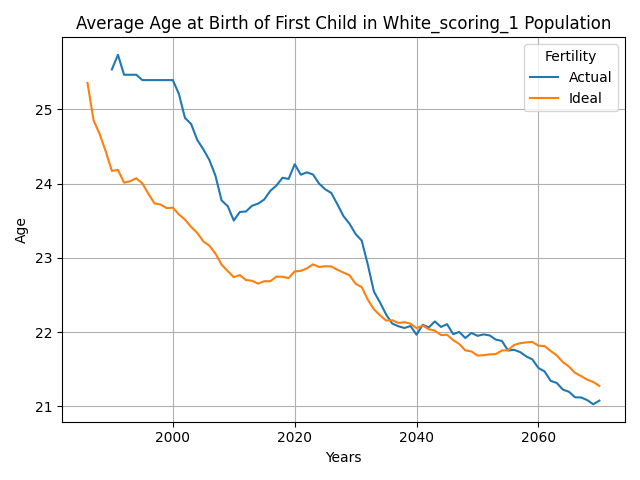 Average Age at Birth of First Child in White_scoring_1 Population
Fertility
Actual
Ideal
Age
25
24
23
22
21
2000
2020
2040
2060
Years